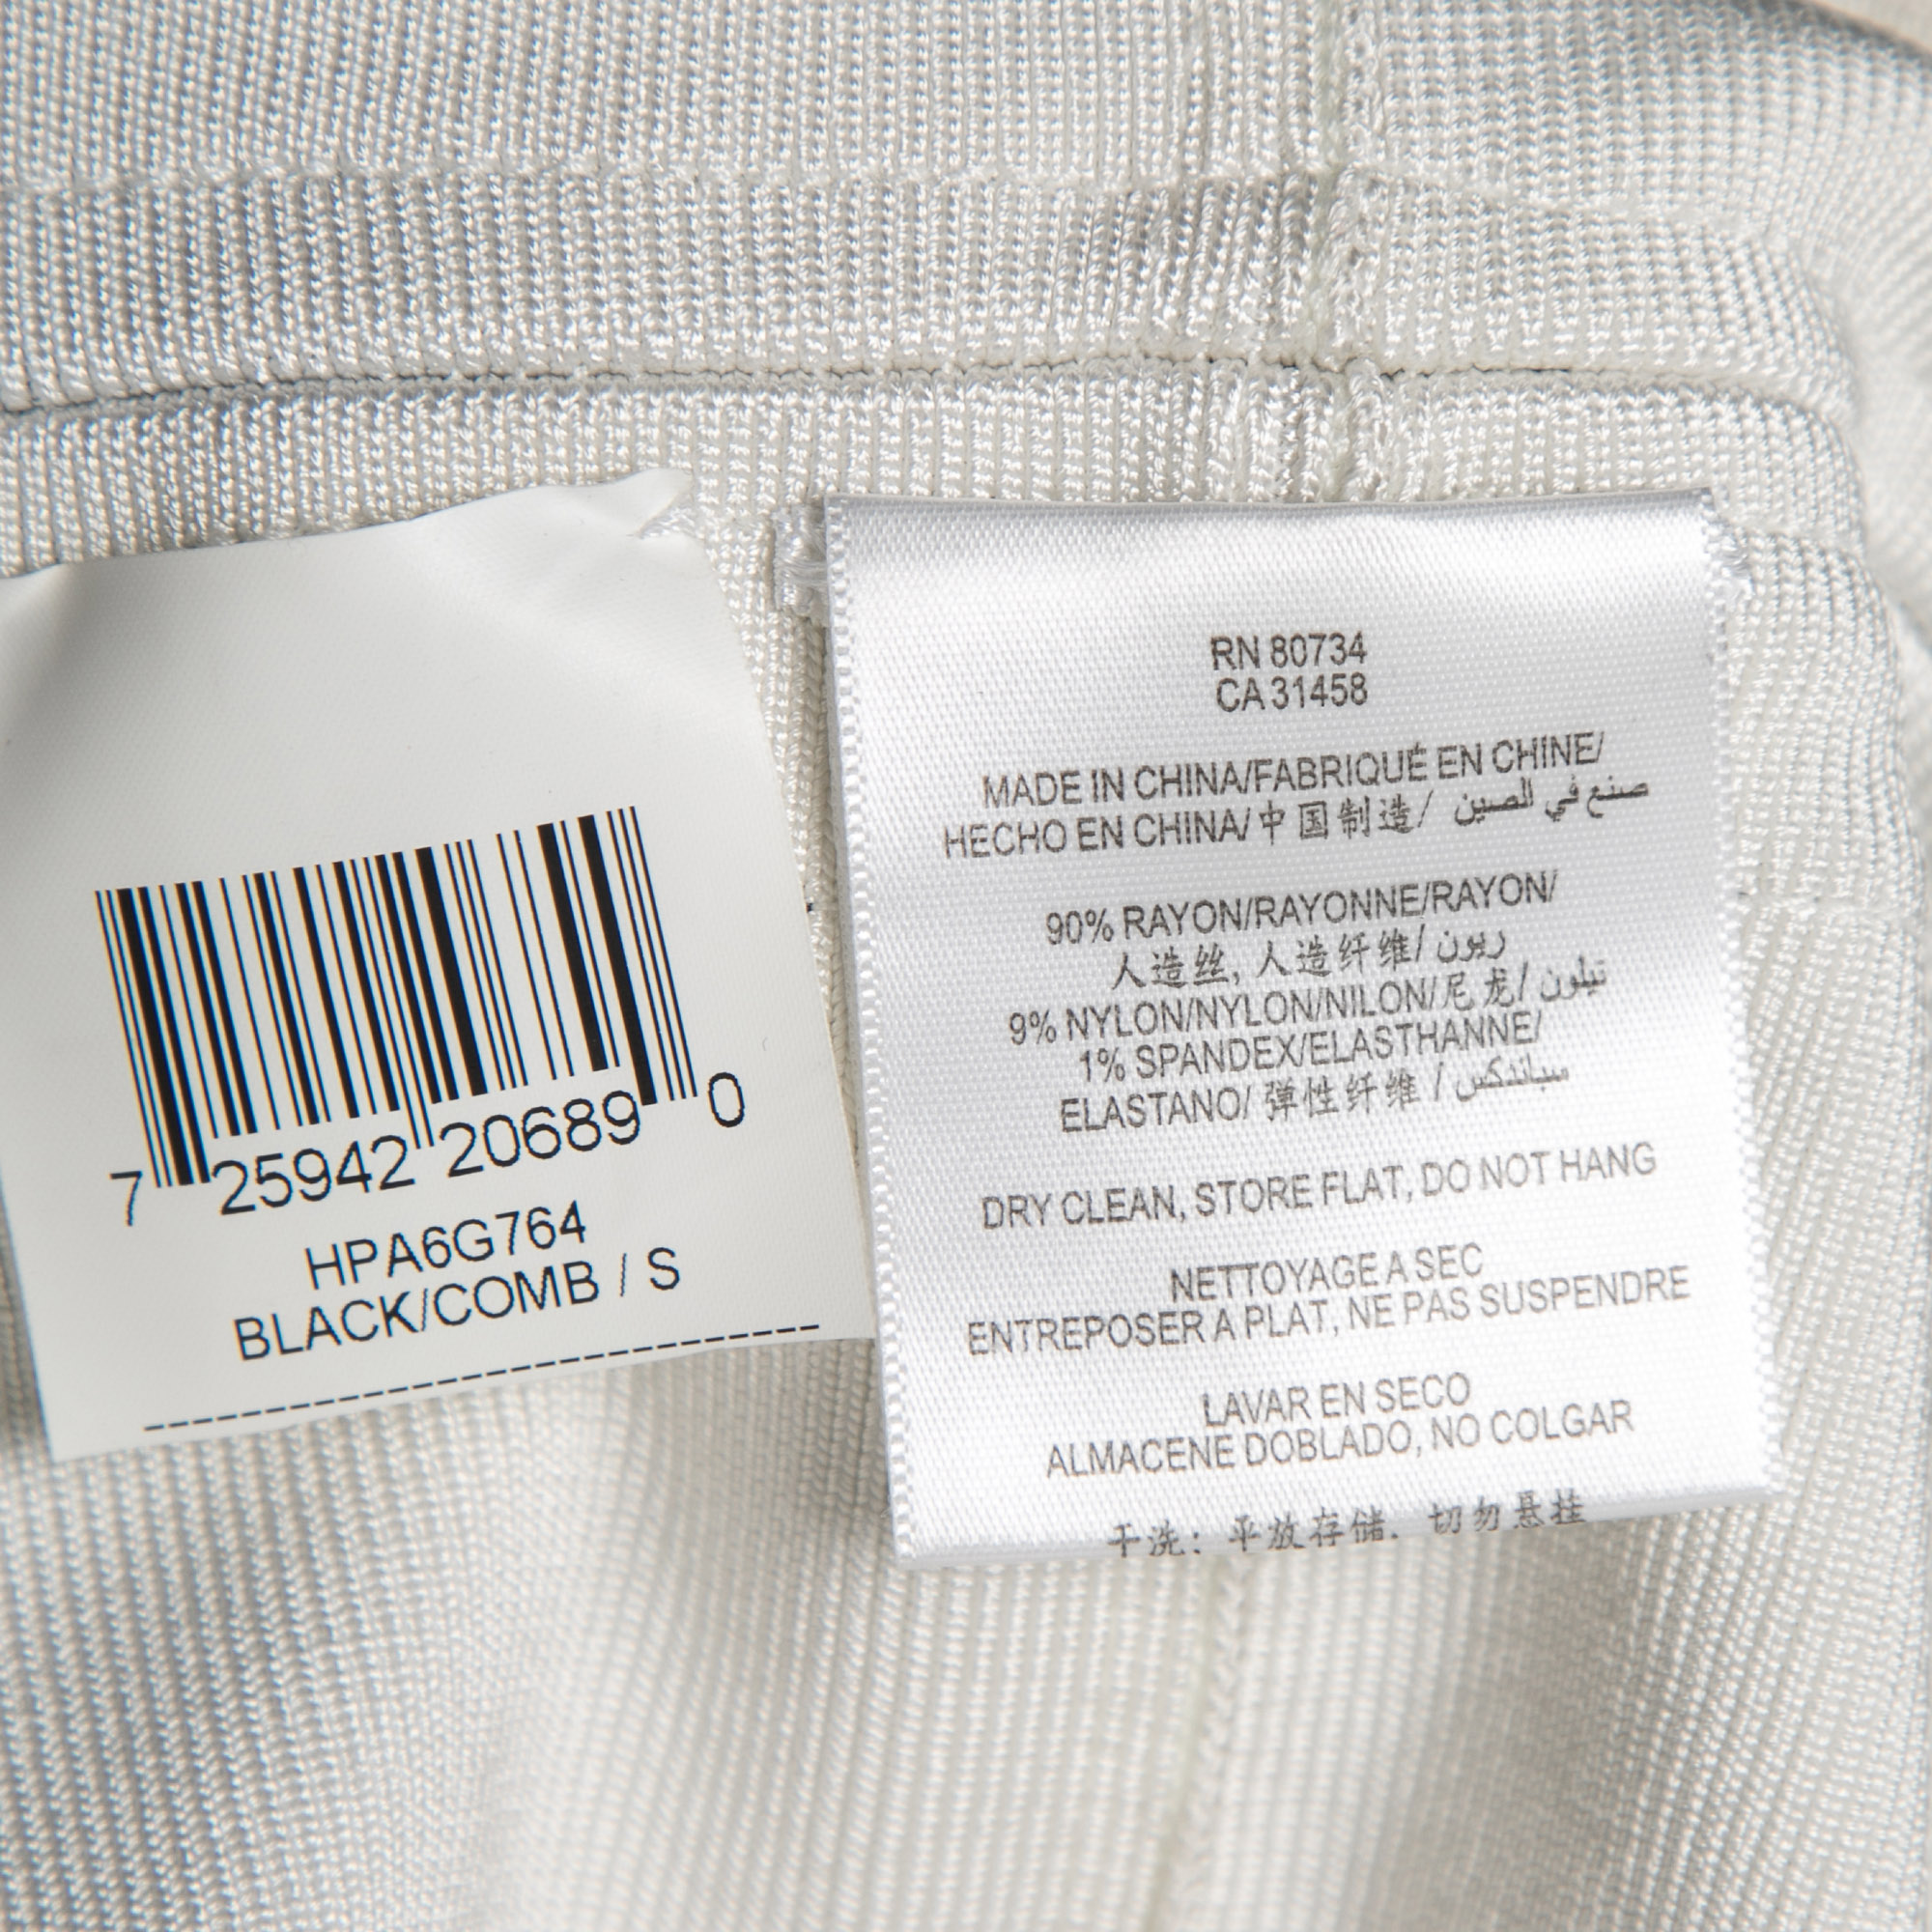 7 25942 20689 0
HPA6G764
BLACK/COMB / S
RN 80734
CA 31458
MADE IN CHINA/FABRIQUÉ EN CHINE/
HECHO EN CHINA/中国制造/ صنع في الصين
90% RAYON/RAYONNE/RAYON/
人造丝, 人造纤维/ ريون
9% NYLON/NYLON/NILON/尼龙/ نيلون
1% SPANDEX/ELASTHANNE/
ELASTANO/ 弹性纤维 / سباندكس
DRY CLEAN, STORE FLAT, DO NOT HANG
NETTOYAGE A SEC
ENTREPOSER A PLAT, NE PAS SUSPENDRE
LAVAR EN SECO
ALMACENE DOBLADO, NO COLGAR
干洗; 平放存储. 切勿悬挂